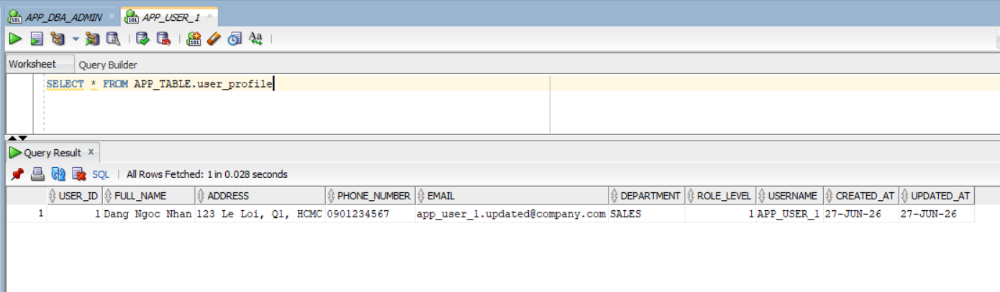 APP_DBA_ADMIN × APP_USER_1 ×
Worksheet Query Builder
SELECT * FROM APP_TABLE.user_profile
Query Result ×
SQL | All Rows Fetched: 1 in 0.028 seconds
USER_ID FULL_NAME ADDRESS PHONE_NUMBER EMAIL DEPARTMENT ROLE_LEVEL USERNAME CREATED_AT UPDATED_AT
1 1 Dang Ngoc Nhan 123 Le Loi, Q1, HCMC 0901234567 app_user_1.updated@company.com SALES 1 APP_USER_1 27-JUN-26 27-JUN-26